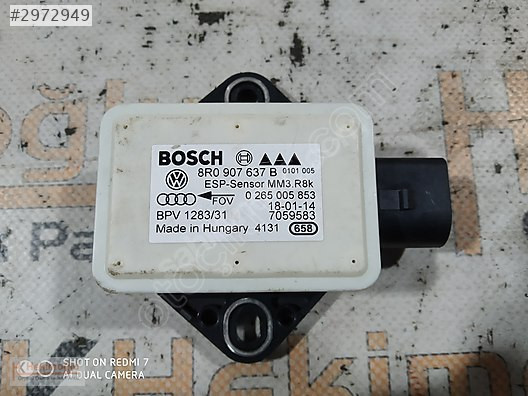 #2972949
BOSCH
8R0 907 637 B 0101 005
ESP-Sensor MM3.R8k
FOV 0 265 005 853
BPV 1283/31 18-01-14
7059583
Made in Hungary 4131 658
SHOT ON REDMI 7
AI DUAL CAMERA